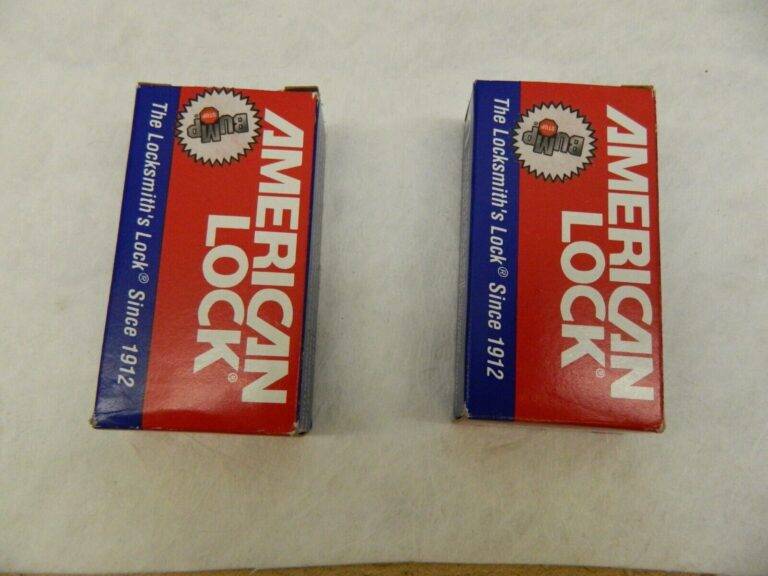 AMERICAN
LOCK®
BUMP
STOP
The Locksmith's Lock® Since 1912
AMERICAN
LOCK®
BUMP
STOP
The Locksmith's Lock® Since 1912